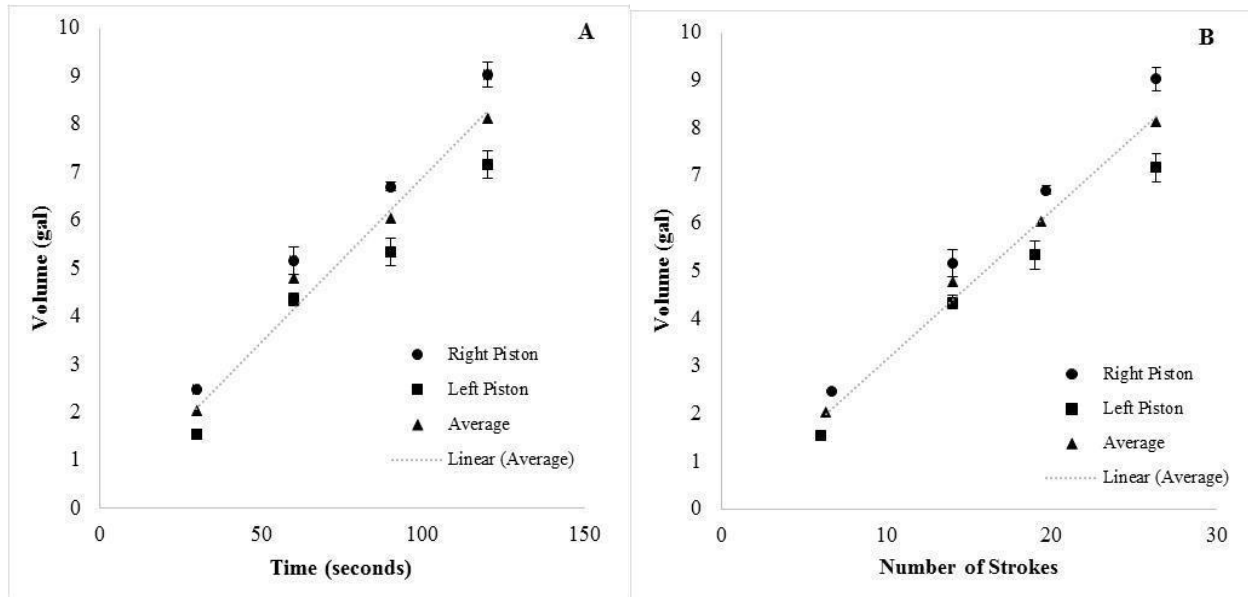 A
10
9
8
7
6
5
4
3
2
1
0
Volume (gal)
Right Piston
Left Piston
Average
Linear (Average)
0 50 100 150
Time (seconds)
B
10
9
8
7
6
5
4
3
2
1
0
Volume (gal)
Right Piston
Left Piston
Average
Linear (Average)
0 10 20 30
Number of Strokes